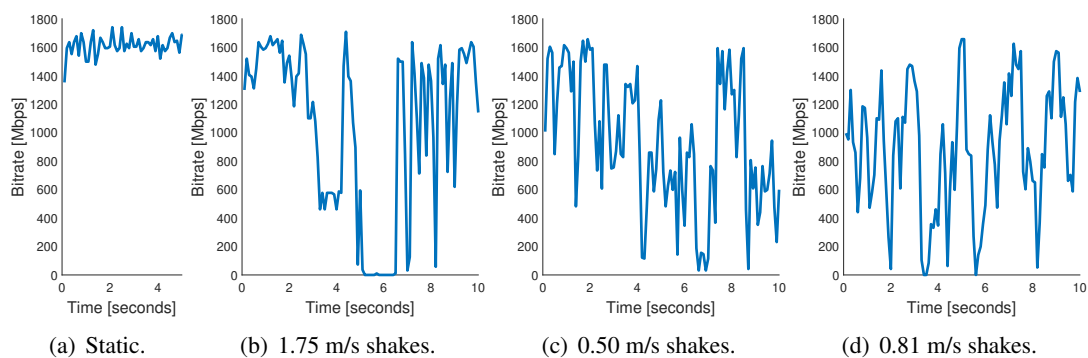 1800
1600
1400
1200
1000
800
600
400
200
0
Bitrate [Mbps]
0 2 4
Time [seconds]
(a) Static.
1800
1600
1400
1200
1000
800
600
400
200
0
Bitrate [Mbps]
0 2 4 6 8 10
Time [seconds]
(b) 1.75 m/s shakes.
1800
1600
1400
1200
1000
800
600
400
200
0
Bitrate [Mbps]
0 2 4 6 8 10
Time [seconds]
(c) 0.50 m/s shakes.
1800
1600
1400
1200
1000
800
600
400
200
0
Bitrate [Mbps]
0 2 4 6 8 10
Time [seconds]
(d) 0.81 m/s shakes.